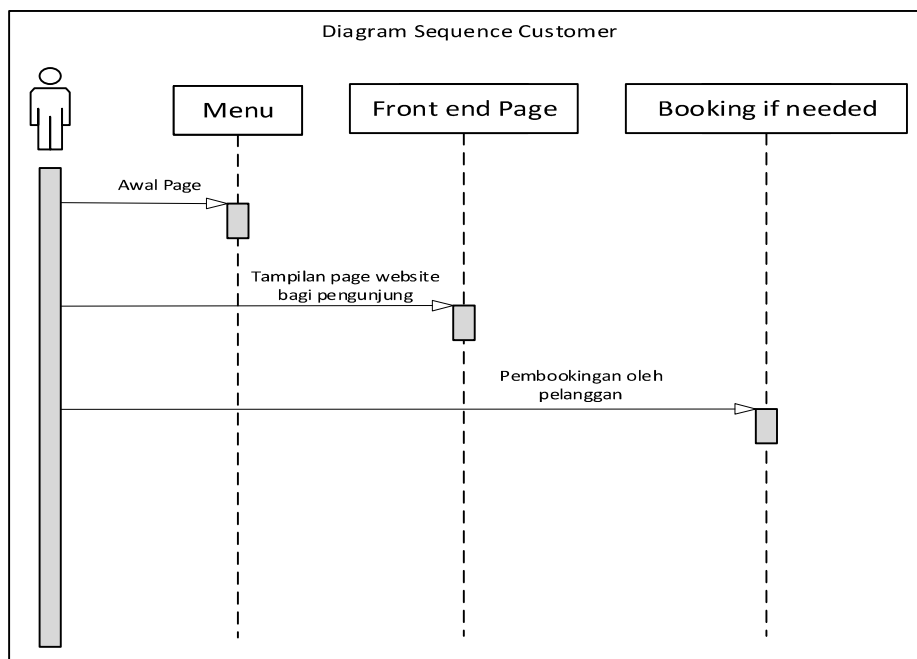 Diagram Sequence Customer
Menu
Front end Page
Booking if needed
Awal Page
Tampilan page website
bagi pengunjung
Pembookingan oleh
pelanggan